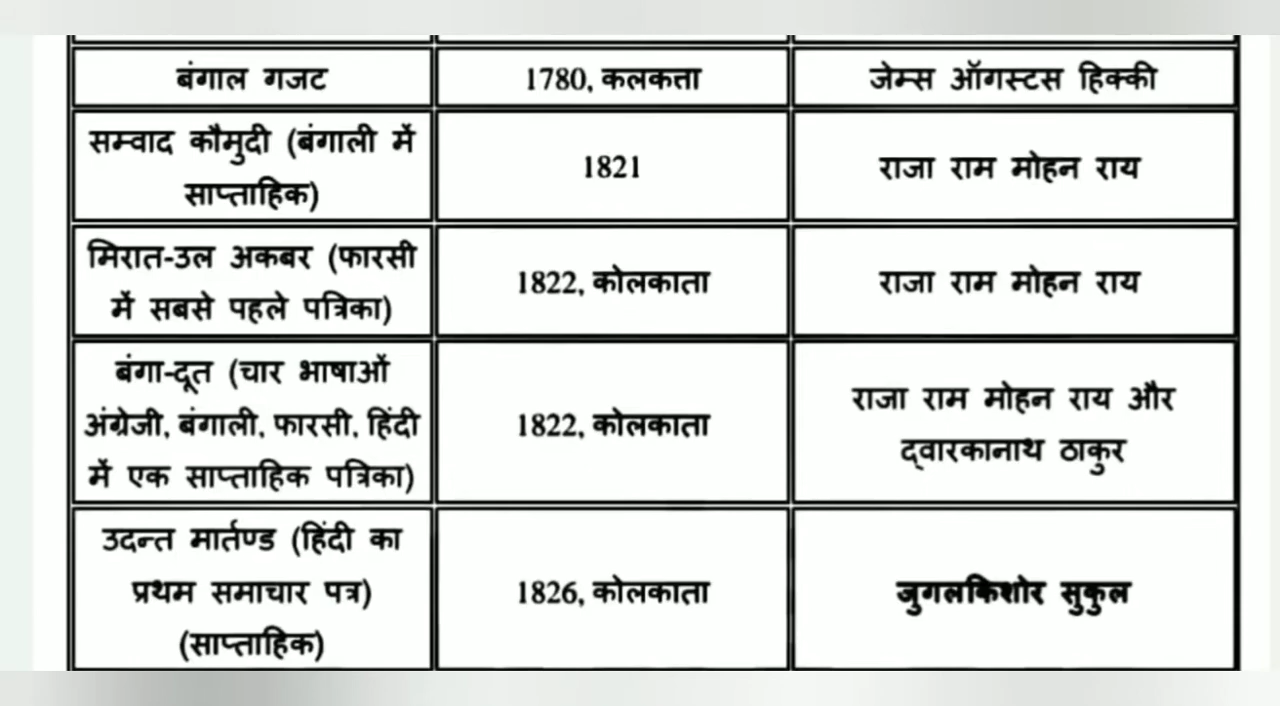 बंगाल गजट
1780, कलकत्ता
जेम्स ऑगस्टस हिक्की
सम्वाद कौमुदी (बंगाली में
साप्ताहिक)
1821
राजा राम मोहन राय
मिरात-उल अकबर (फारसी
में सबसे पहले पत्रिका)
1822, कोलकाता
राजा राम मोहन राय
बंगा-दूत (चार भाषाओं
अंग्रेजी, बंगाली, फारसी, हिंदी
में एक साप्ताहिक पत्रिका)
1822, कोलकाता
राजा राम मोहन राय और
द्वारकानाथ ठाकुर
उदन्त मार्तण्ड (हिंदी का
प्रथम समाचार पत्र)
(साप्ताहिक)
1826, कोलकाता
जुगलकिशोर सुकुल